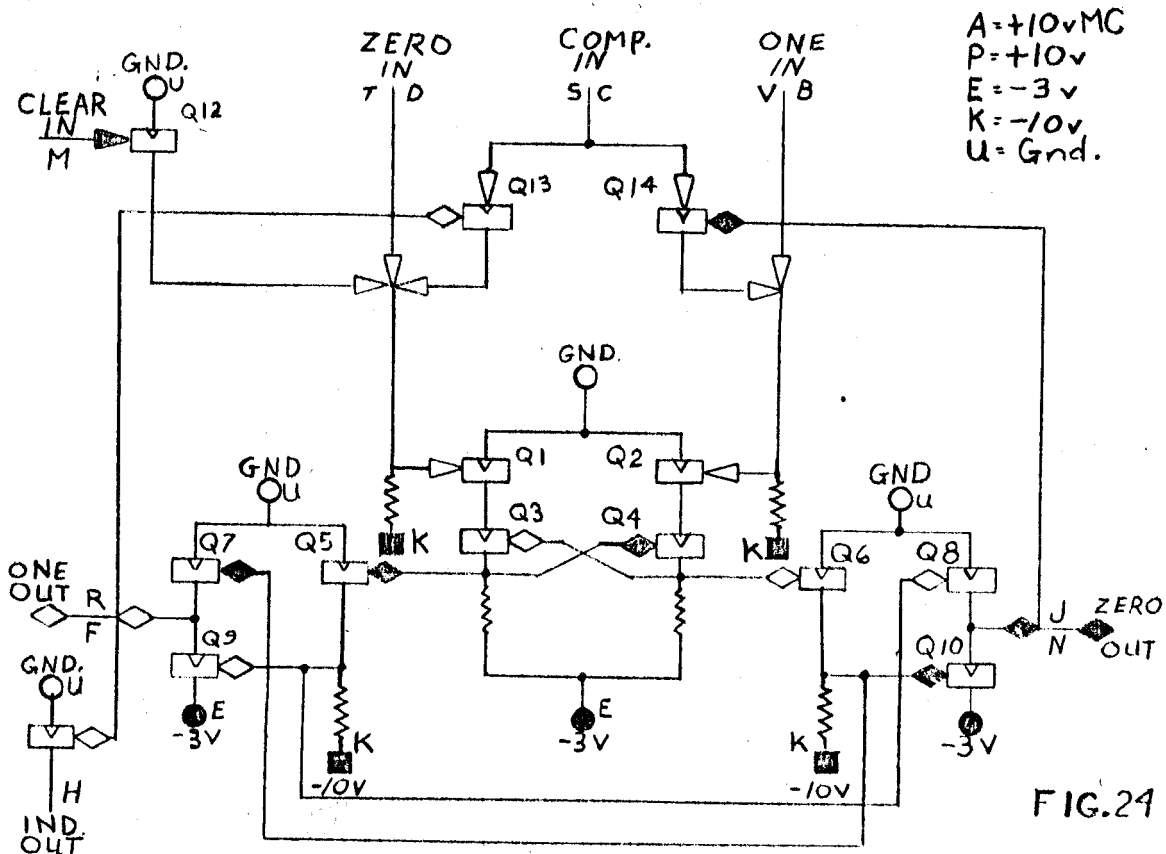 A=+10vMC
P=+10v
E=-3v
K=-10v
U=Gnd.
ZERO
IN
T D
COMP.
IN
S C
ONE
IN
V B
GND.
U
Q12
CLEAR
IN
M
Q13
Q14
GND.
Q1
Q2
Q3
Q4
K
K
GND
U
Q7
Q5
GND
U
Q6
Q8
ONE
OUT
R
F
Q9
E
-3V
K
-10V
E
-3V
K
-10V
Q10
-3V
J
N
ZERO
OUT
GND.
U
H
IND.
OUT
FIG.24